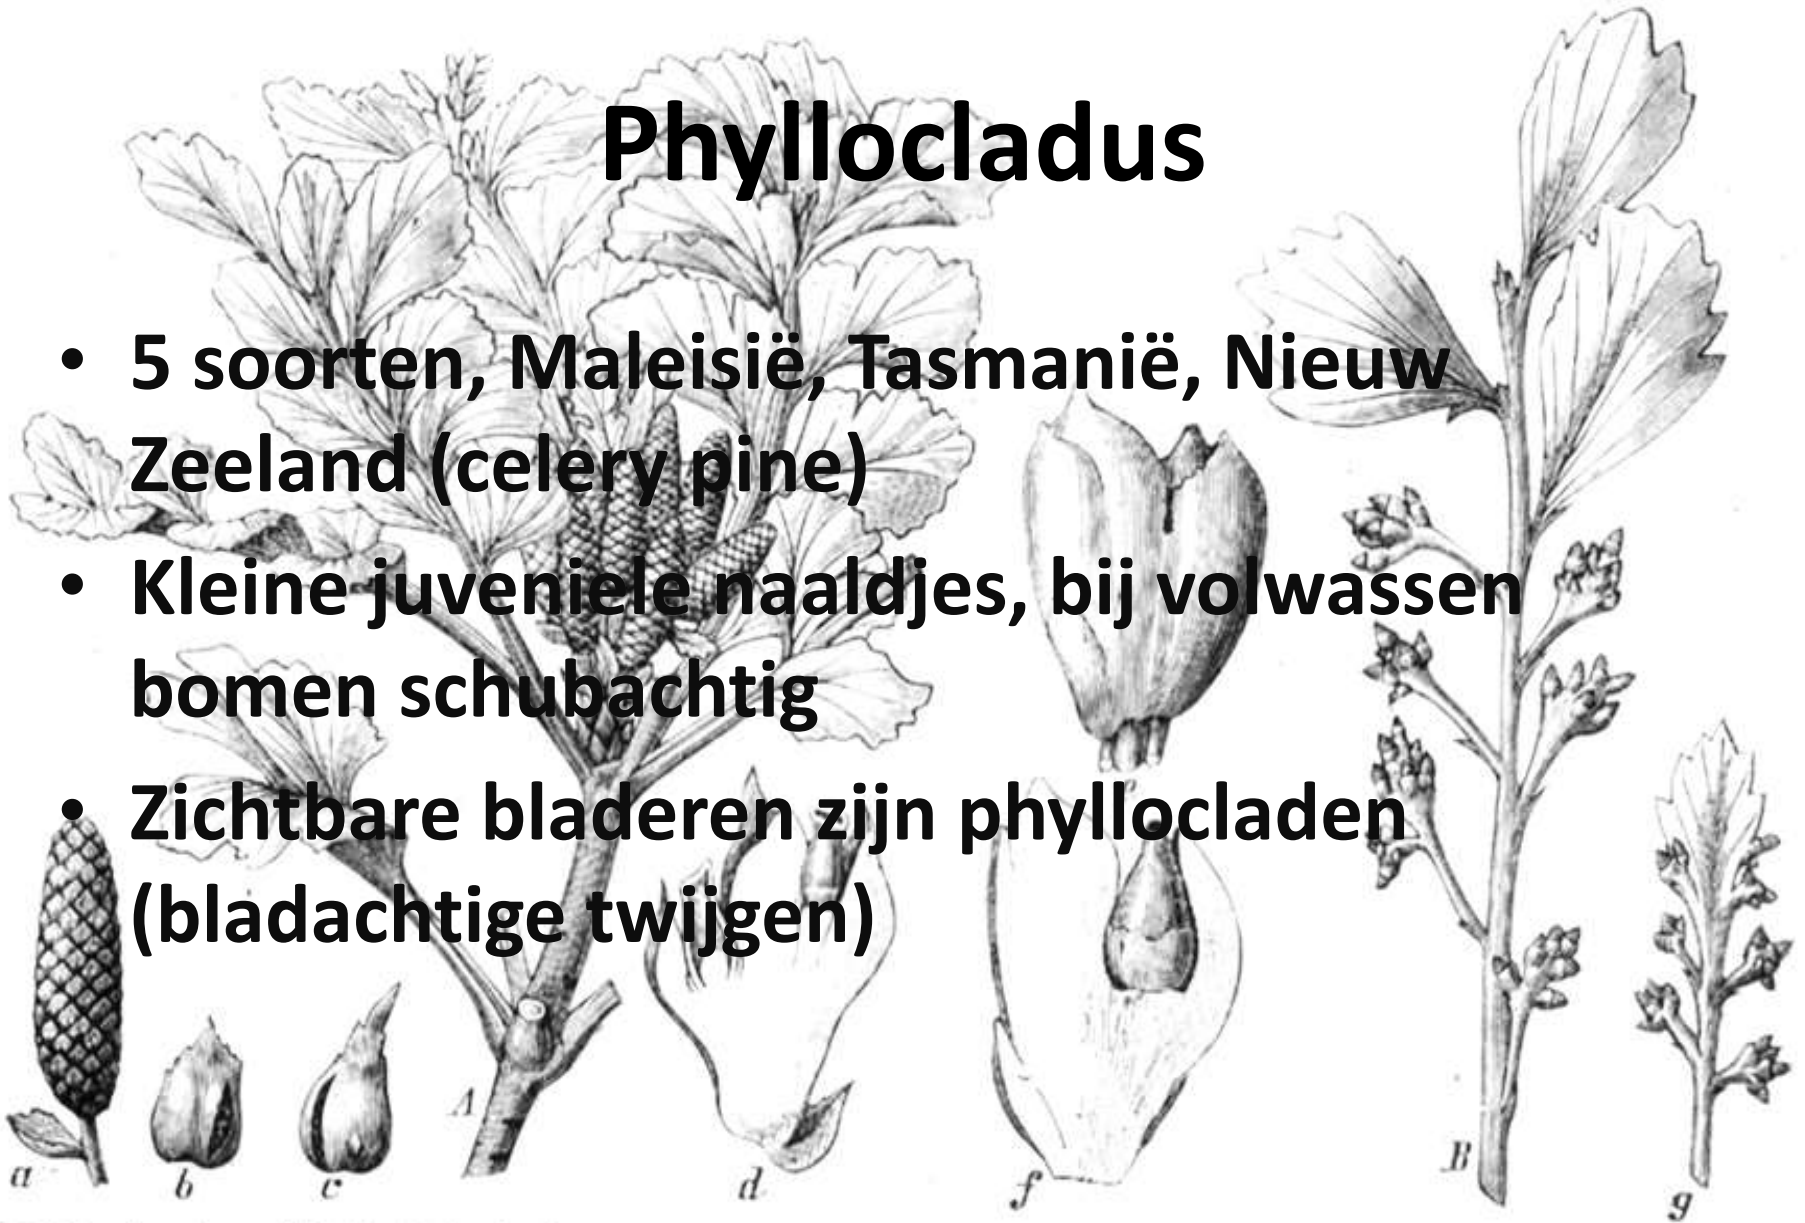 Phyllocladus
• 5 soorten, Maleisië, Tasmanië, Nieuw
Zeeland (celery pine)
• Kleine juveniele naaldjes, bij volwassen
bomen schubachtig
• Zichtbare bladeren zijn phyllocladen
(bladachtige twijgen)
A
B
a
b
c
d
f
g